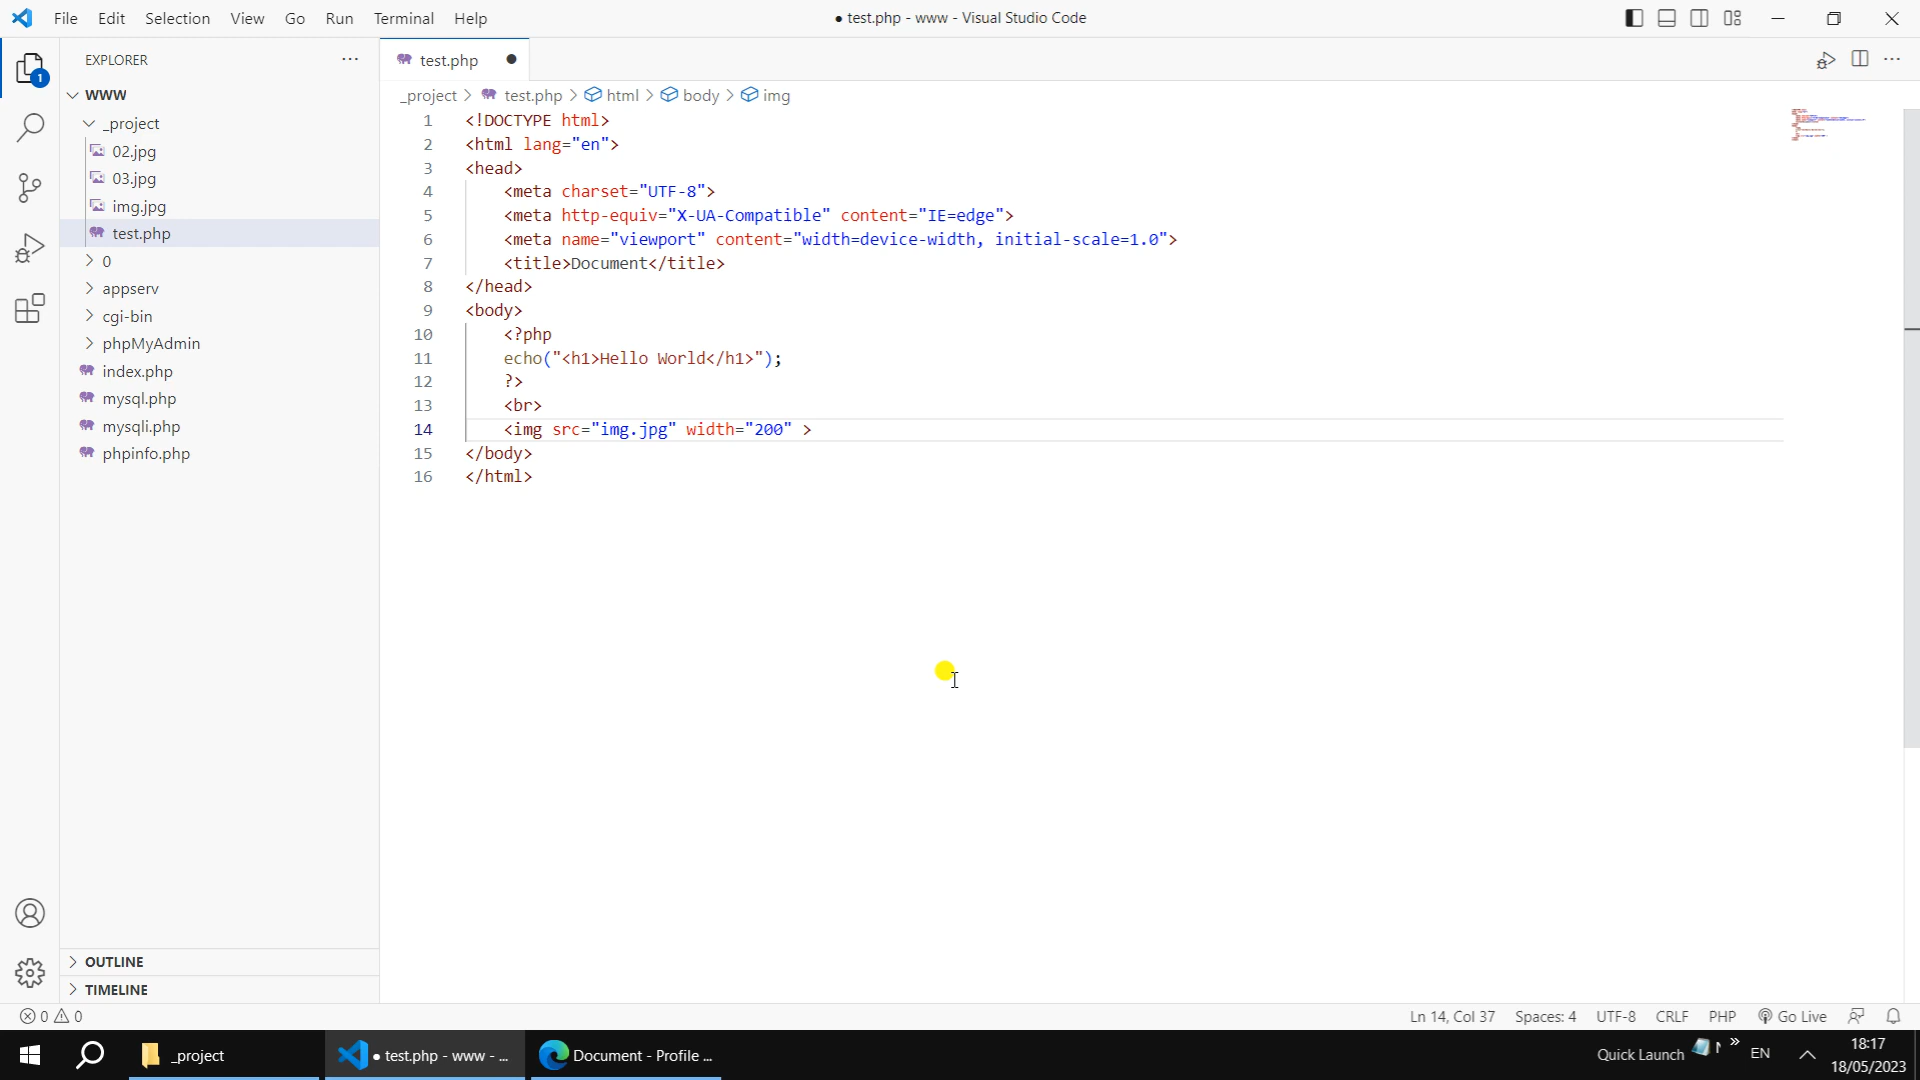 File Edit Selection View Go Run Terminal Help
● test.php - www - Visual Studio Code
EXPLORER
WWW
_project
02.jpg
03.jpg
img.jpg
test.php
0
appserv
cgi-bin
phpMyAdmin
index.php
mysql.php
mysqli.php
phpinfo.php
OUTLINE
TIMELINE
1
test.php
_project > test.php > html > body > img
1 <!DOCTYPE html>
2 <html lang="en">
3 <head>
4 <meta charset="UTF-8">
5 <meta http-equiv="X-UA-Compatible" content="IE=edge">
6 <meta name="viewport" content="width=device-width, initial-scale=1.0">
7 <title>Document</title>
8 </head>
9 <body>
10 <?php
11 echo("<h1>Hello World</h1>");
12 ?>
13 <br>
14 <img src="img.jpg" width="200" >
15 </body>
16 </html>
0 0
Ln 14, Col 37 Spaces: 4 UTF-8 CRLF PHP Go Live
_project
● test.php - www - ...
Document - Profile ...
Quick Launch
EN
18:17
18/05/2023